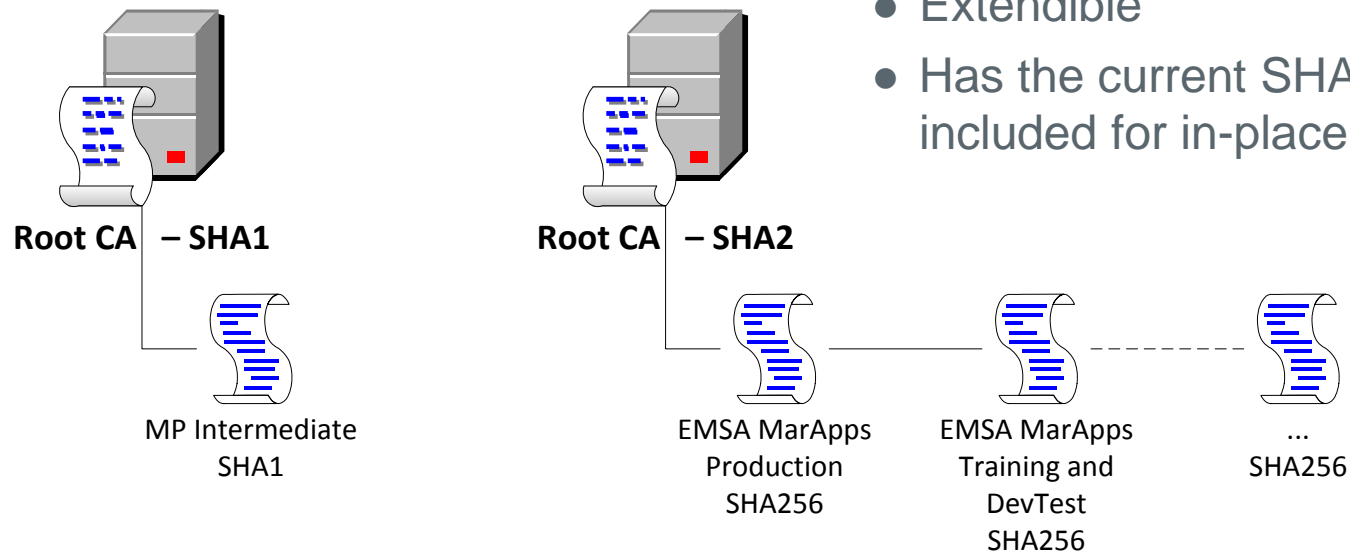 ● Extendible
● Has the current SHA
included for in-place
Root CA – SHA1
Root CA – SHA2
MP Intermediate
SHA1
EMSA MarApps
Production
SHA256
EMSA MarApps
Training and
DevTest
SHA256
...
SHA256